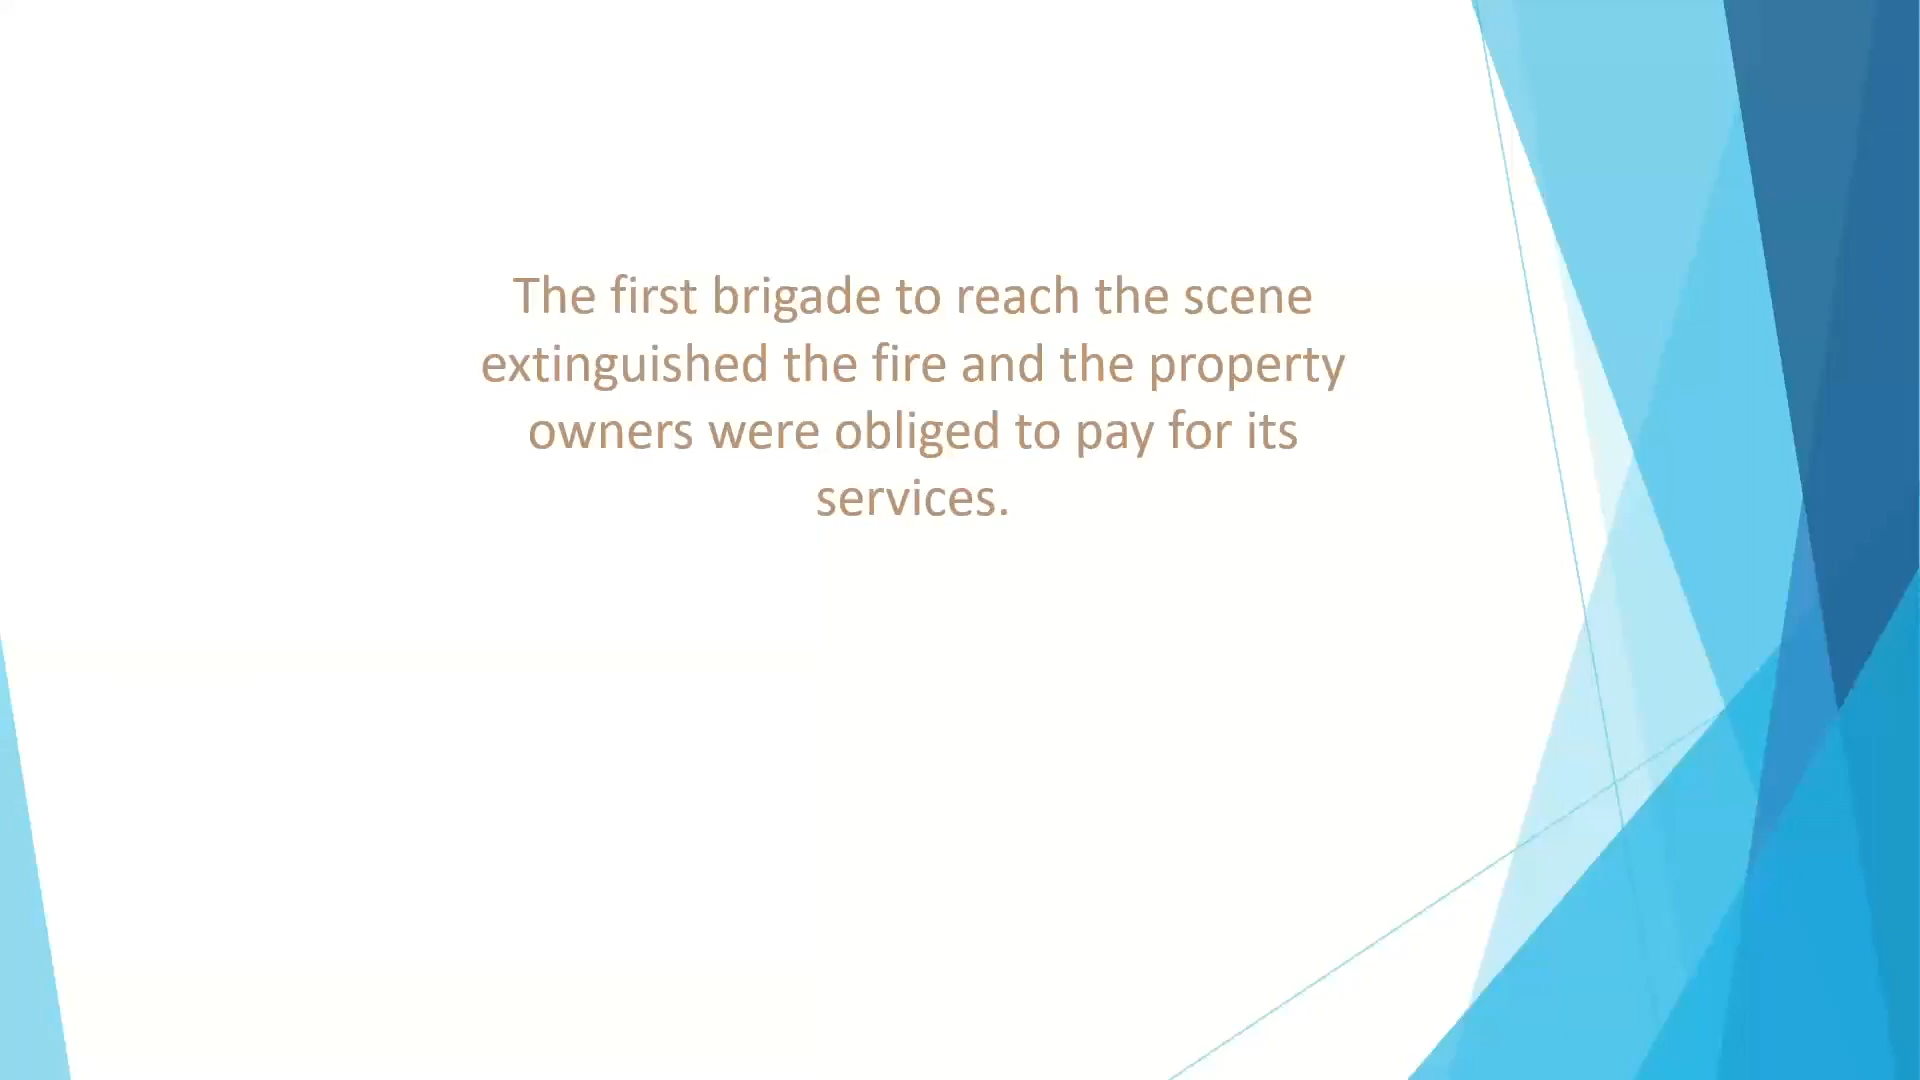 The first brigade to reach the scene
extinguished the fire and the property
owners were obliged to pay for its
services.